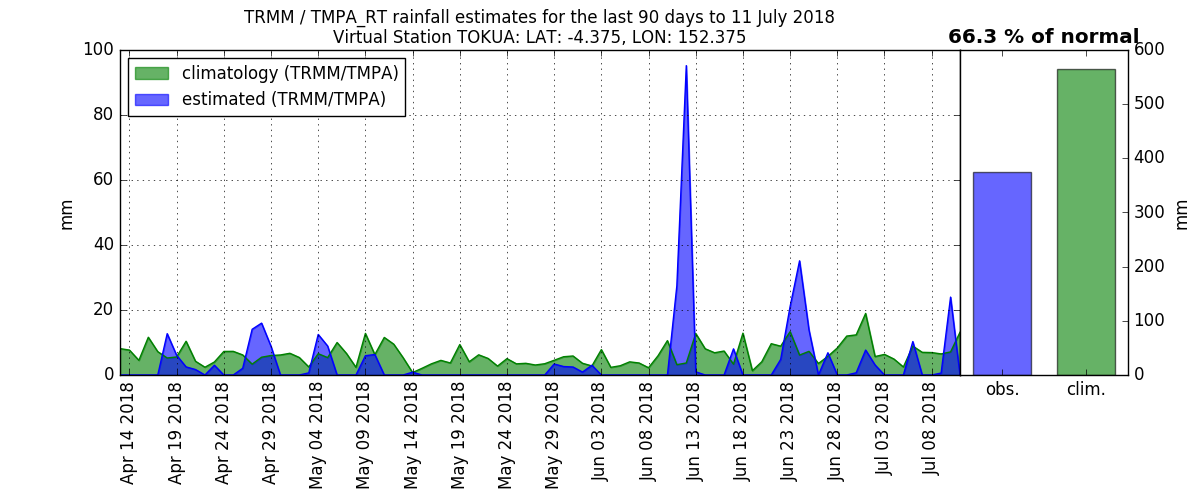 TRMM / TMPA_RT rainfall estimates for the last 90 days to 11 July 2018
Virtual Station TOKUA: LAT: -4.375, LON: 152.375
66.3 % of normal
climatology (TRMM/TMPA)
estimated (TRMM/TMPA)
100
80
60
40
20
0
mm
600
500
400
300
200
100
0
mm
Apr 14 2018
Apr 19 2018
Apr 24 2018
Apr 29 2018
May 04 2018
May 09 2018
May 14 2018
May 19 2018
May 24 2018
May 29 2018
Jun 03 2018
Jun 08 2018
Jun 13 2018
Jun 18 2018
Jun 23 2018
Jun 28 2018
Jul 03 2018
Jul 08 2018
obs.
clim.